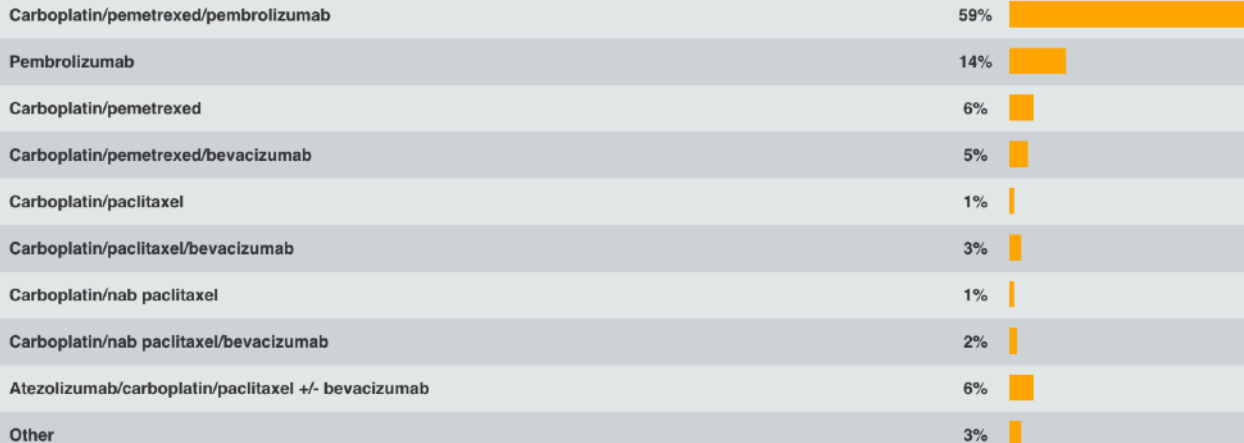 Carboplatin/pemetrexed/pembrolizumab 59%
Pembrolizumab 14%
Carboplatin/pemetrexed 6%
Carboplatin/pemetrexed/bevacizumab 5%
Carboplatin/paclitaxel 1%
Carboplatin/paclitaxel/bevacizumab 3%
Carboplatin/nab paclitaxel 1%
Carboplatin/nab paclitaxel/bevacizumab 2%
Atezolizumab/carboplatin/paclitaxel +/- bevacizumab 6%
Other 3%